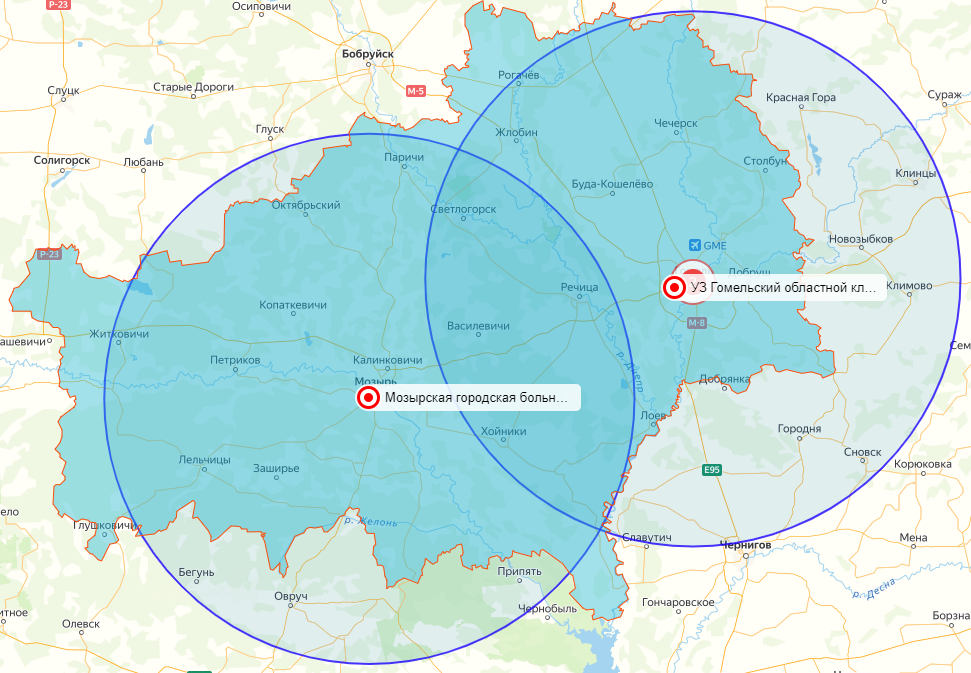 Р-23
Осиповичи
Бобруйск
Рогачёв
Слуцк
Старые Дороги
М-5
Сураж
Красная Гора
Чечерск
Глуск
Жлобин
Солигорск
Любань
Паричи
Столбун
Клинцы
Буда-Кошелёво
Октябрьский
Светлогорск
Новозыбков
GME
Р-23
Добруш
Речица
УЗ Гомельский областной кл...
Климово
Копаткевичи
М-8
Василевичи
Житковичи
ашевичи
Сем
Петриков
Калинковичи
р. Днепр
Мозырь
Добрянка
Мозырская городская больн...
Лоев
Хойники
Городня
Сновск
Лельчицы
Заширье
Е95
Корюковка
ело
Глушковичи
р. Желонь
Славутич
Чернигов
Мена
Бегунь
Припять
р. Десна
Овруч
Гончаровское
Чернобыль
итное
Олевск
Борзна